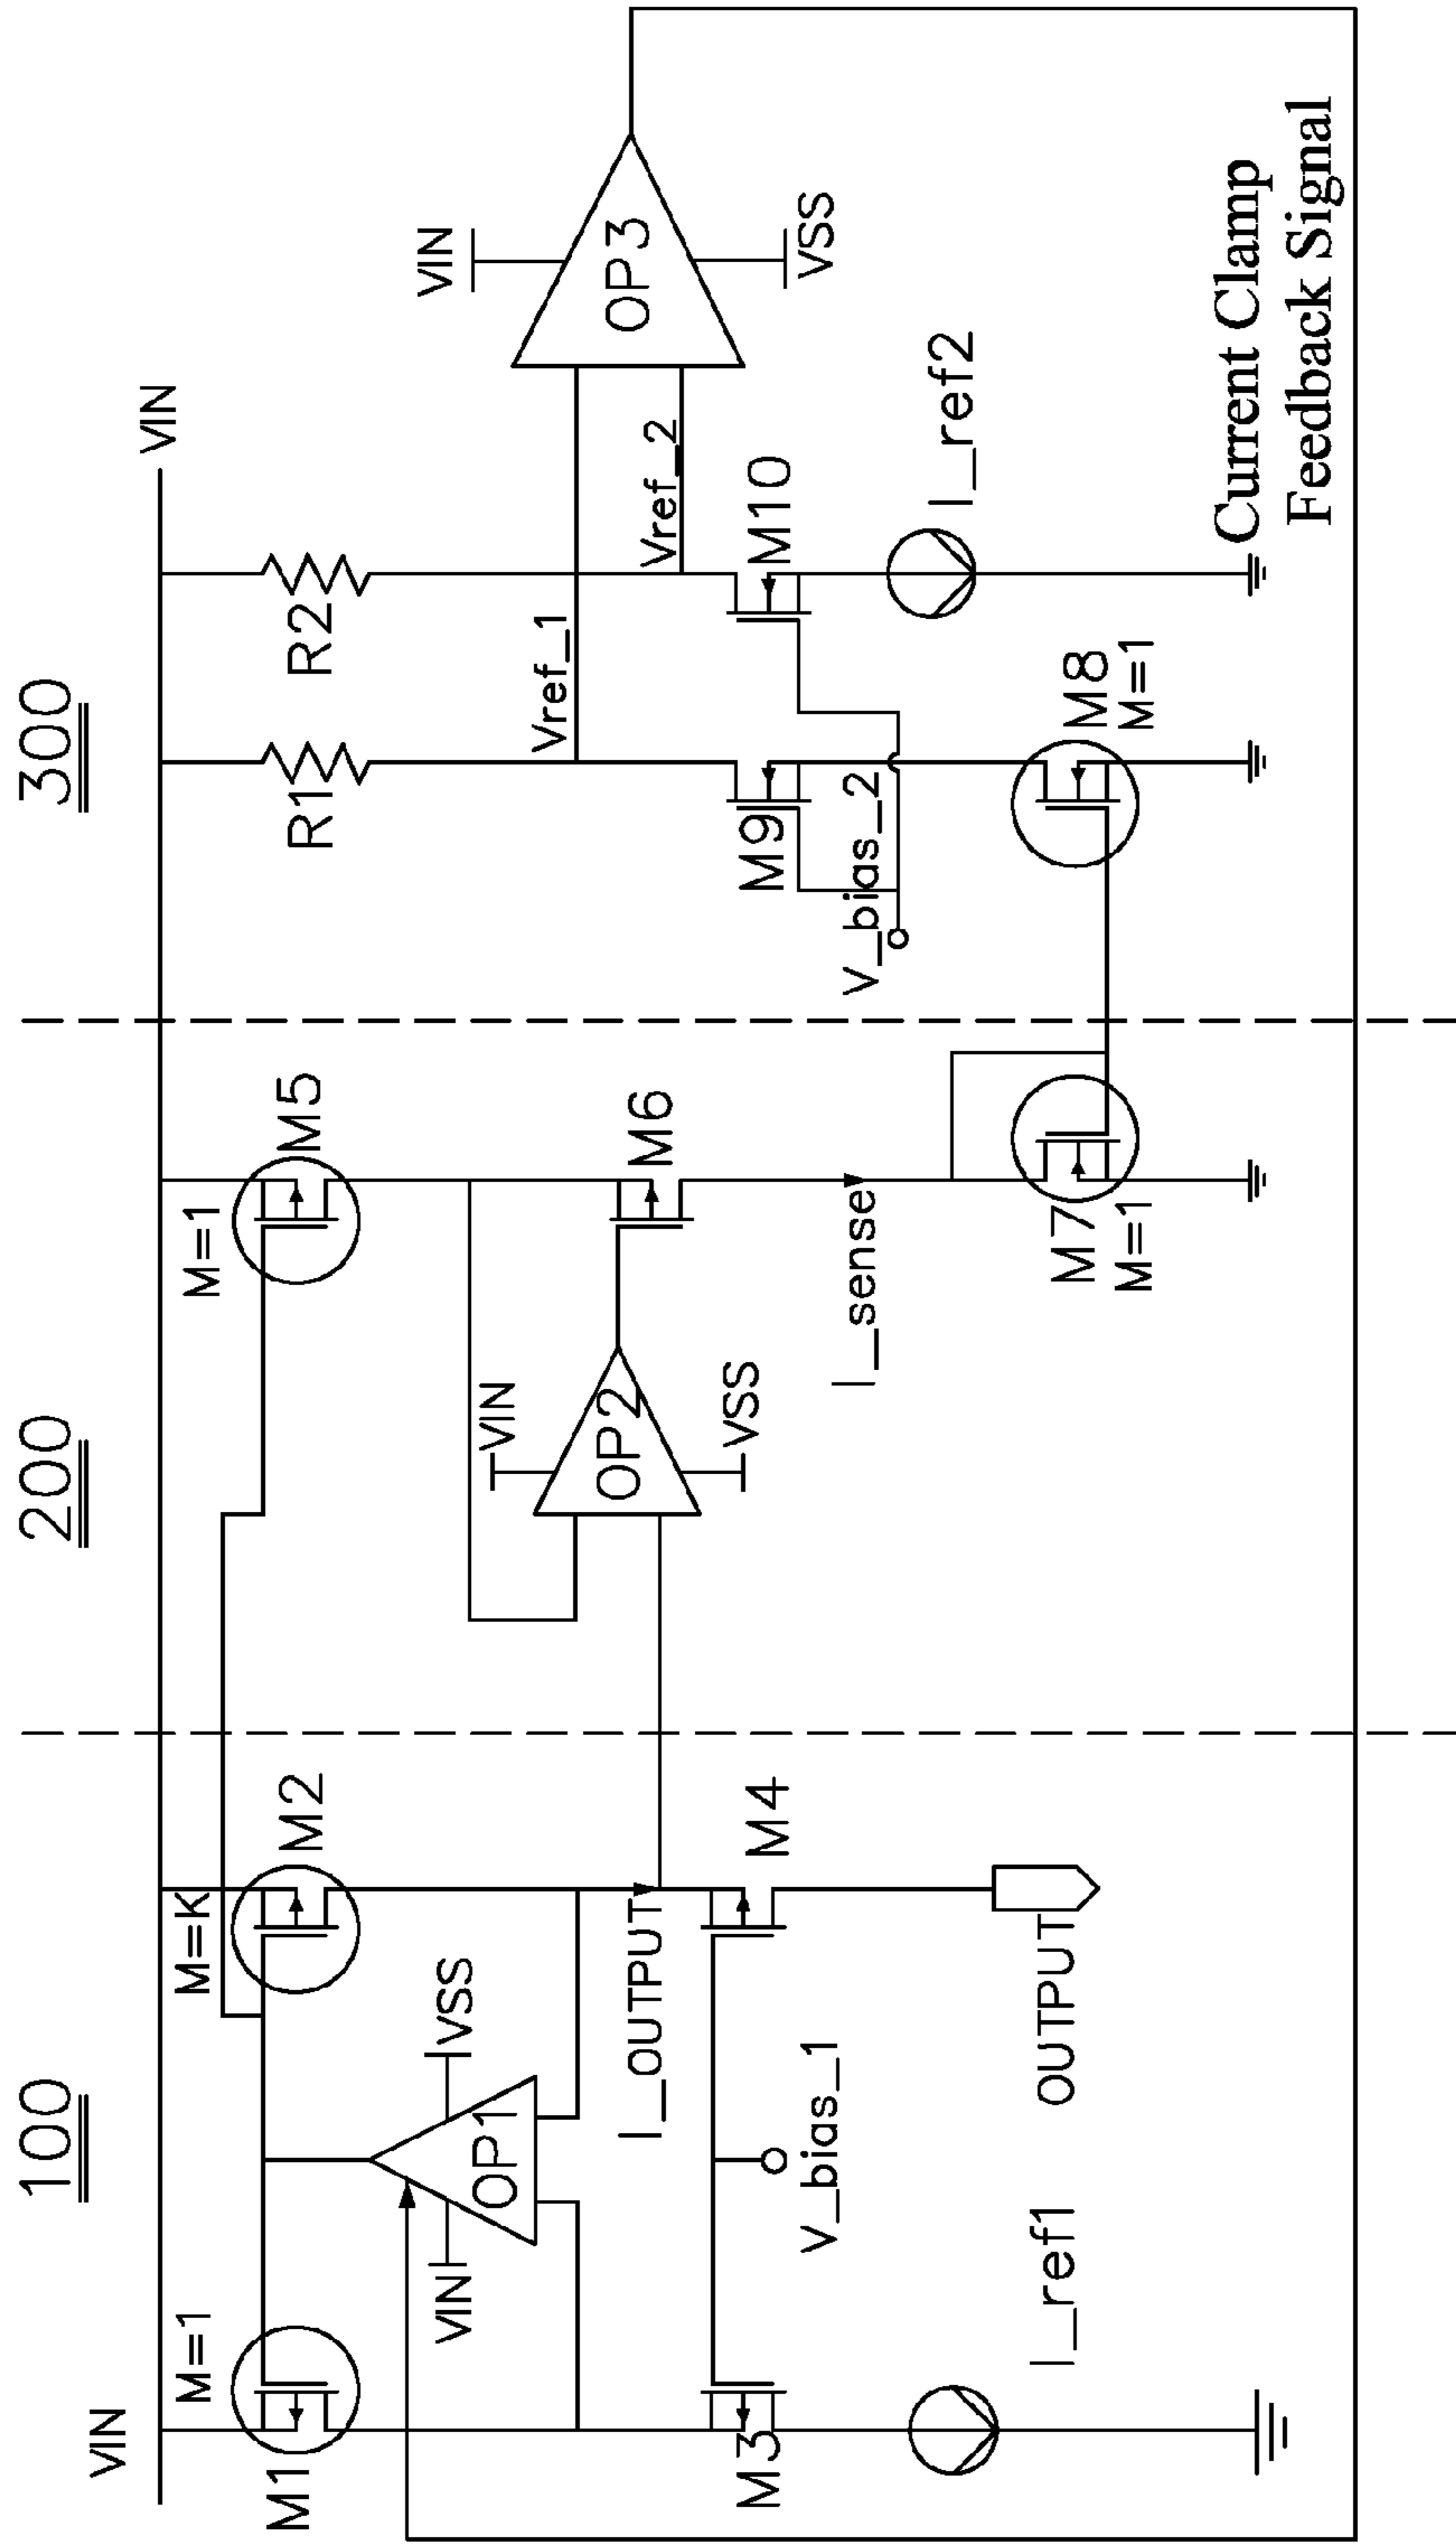 100
200
300
VIN
VIN
M=1
M=K
M=1
M1
M2
M5
R1
R2
VIN
OP1
VSS
VIN
OP2
VSS
VIN
OP3
VSS
M6
Vref_1
Vref_2
I_OUTPUT
M3
M4
V_bias_1
I_sense
M9
M10
V_bias_2
I_ref1
OUTPUT
M7
M=1
M8
M=1
I_ref2
Current Clamp
Feedback Signal